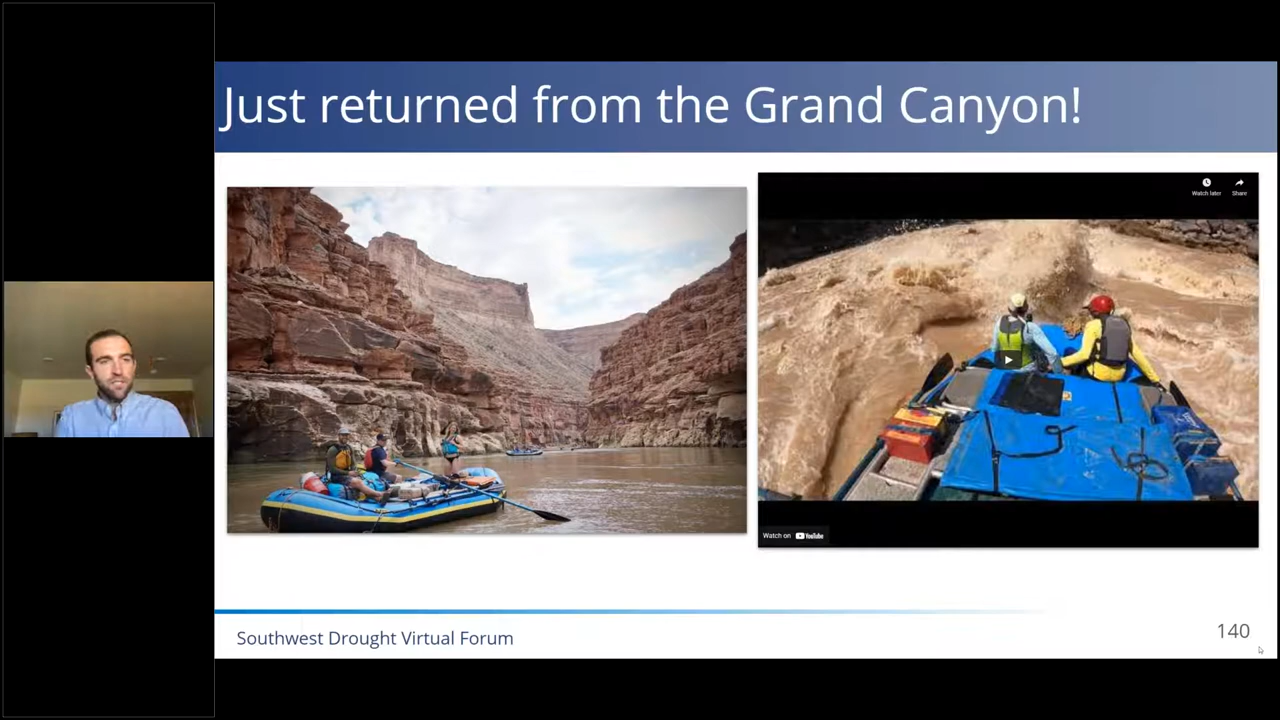 Just returned from the Grand Canyon!
Watch later
Share
Watch on YouTube
Southwest Drought Virtual Forum
140